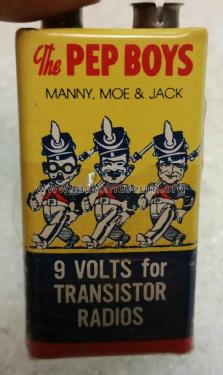 The PEP BOYS
MANNY, MOE & JACK
9 VOLTS for
TRANSISTOR
RADIOS